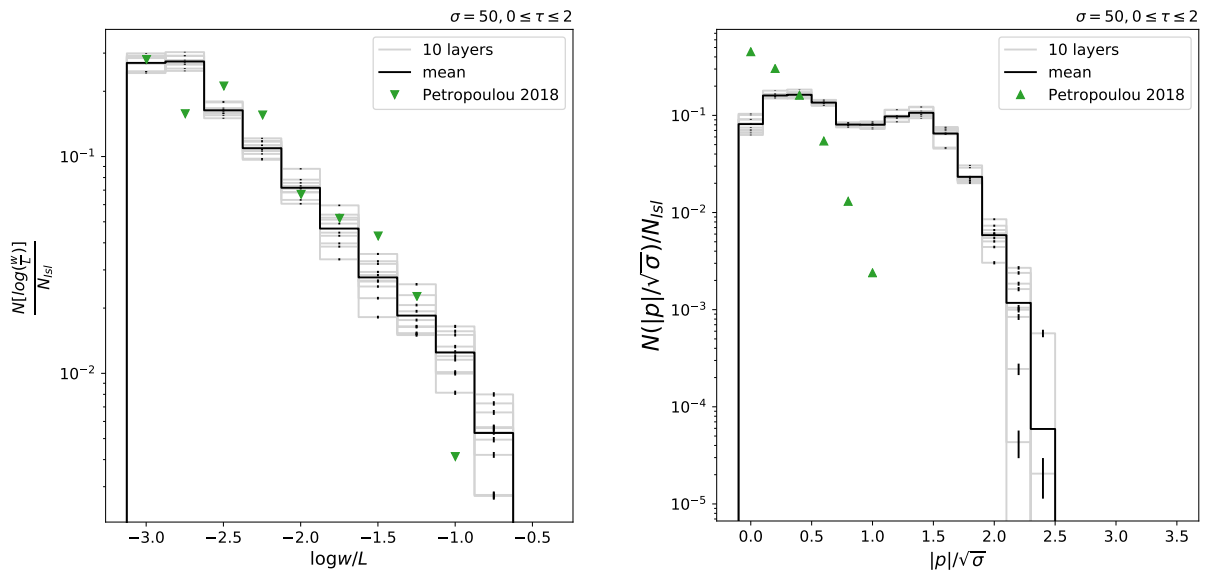 σ = 50, 0 ≤ τ ≤ 2
10 layers
mean
Petropoulou 2018
N[log(w/L)]
N_Isl
10⁻¹
10⁻²
−3.0 −2.5 −2.0 −1.5 −1.0 −0.5
logw/L
σ = 50, 0 ≤ τ ≤ 2
10 layers
mean
Petropoulou 2018
N(|p|/√σ)/N_Isl
10⁻¹
10⁻²
10⁻³
10⁻⁴
10⁻⁵
0.0 0.5 1.0 1.5 2.0 2.5 3.0 3.5
|p|/√σ